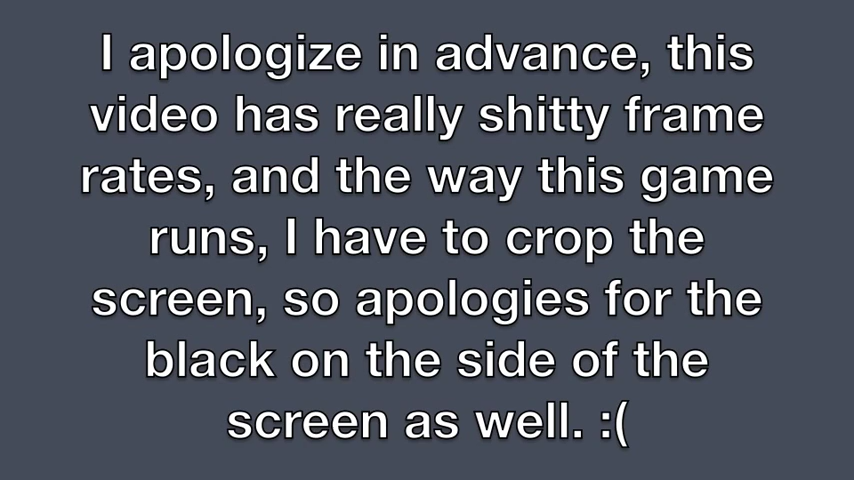 I apologize in advance, this
video has really shitty frame
rates, and the way this game
runs, I have to crop the
screen, so apologies for the
black on the side of the
screen as well. :(